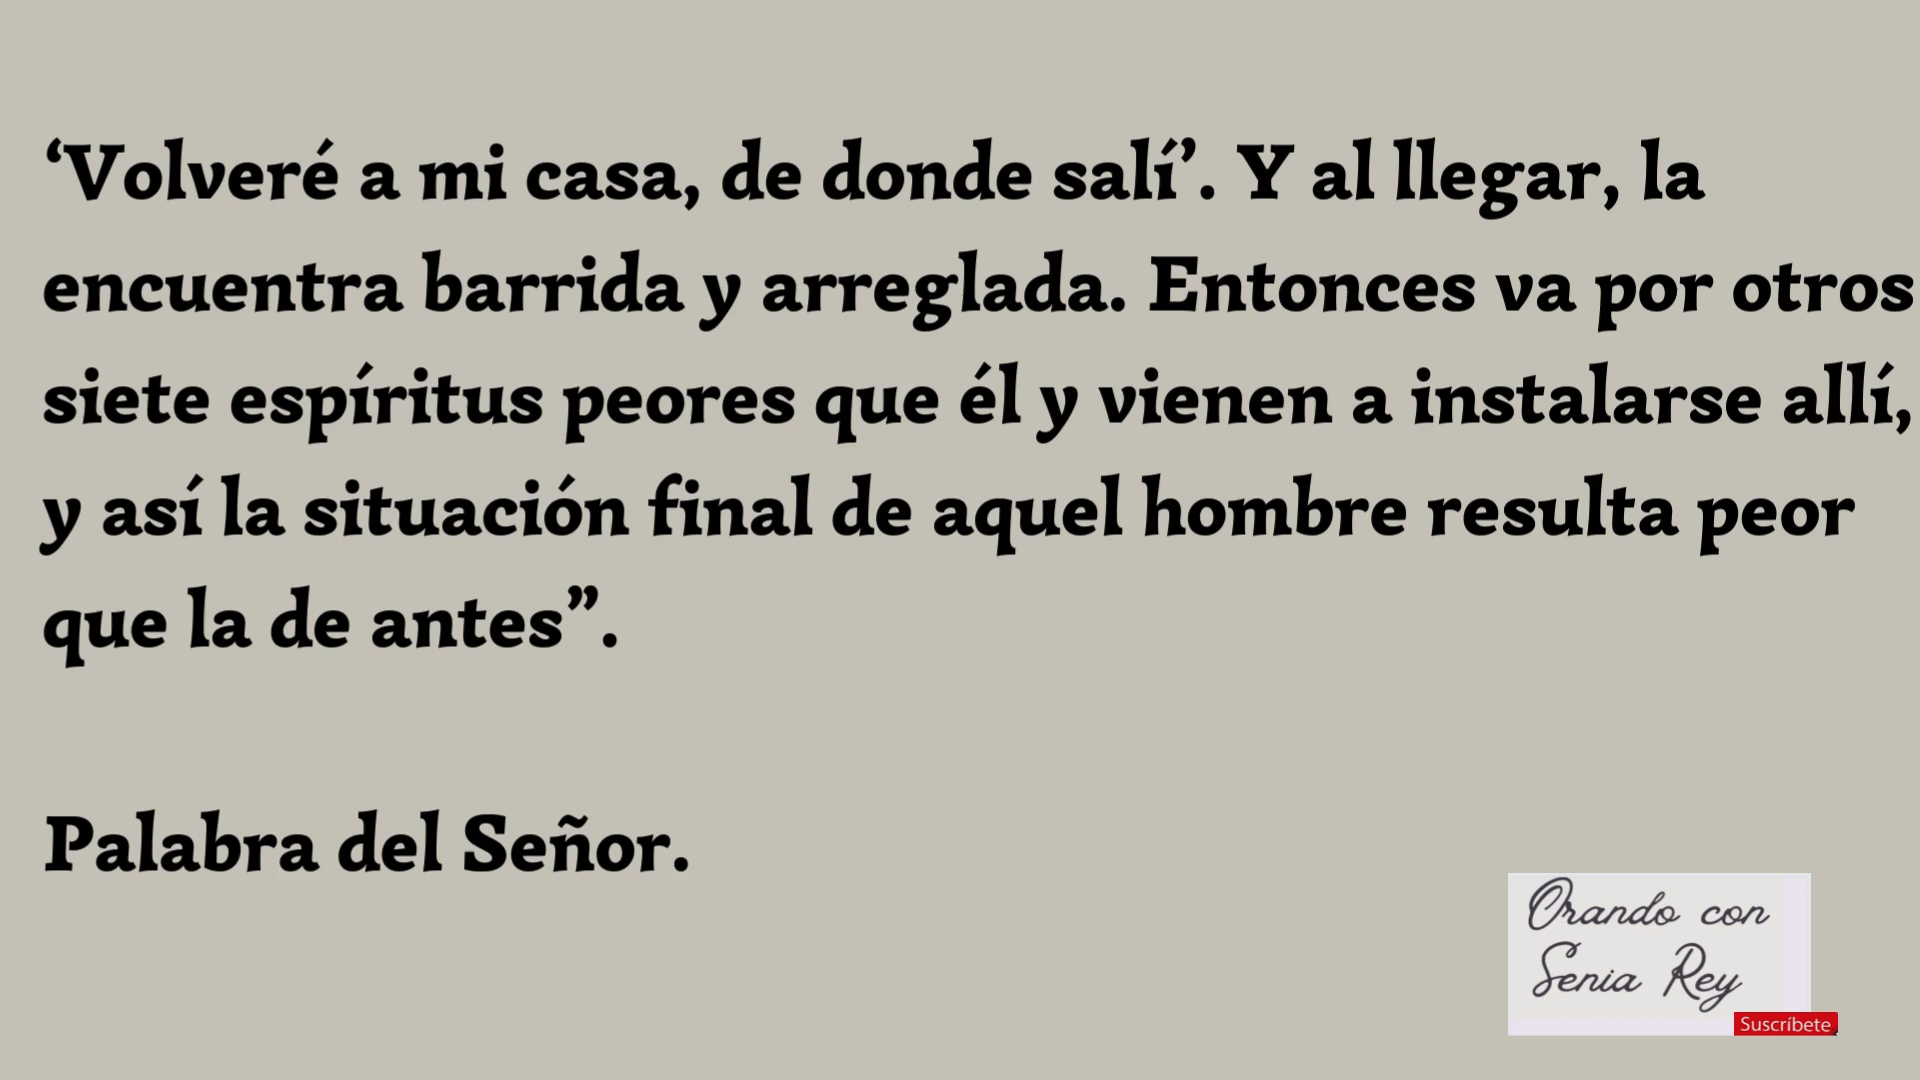 ‘Volveré a mi casa, de donde salí’. Y al llegar, la
encuentra barrida y arreglada. Entonces va por otros
siete espíritus peores que él y vienen a instalarse allí,
y así la situación final de aquel hombre resulta peor
que la de antes”.
Palabra del Señor.
Orando con
Senia Rey
Suscríbete